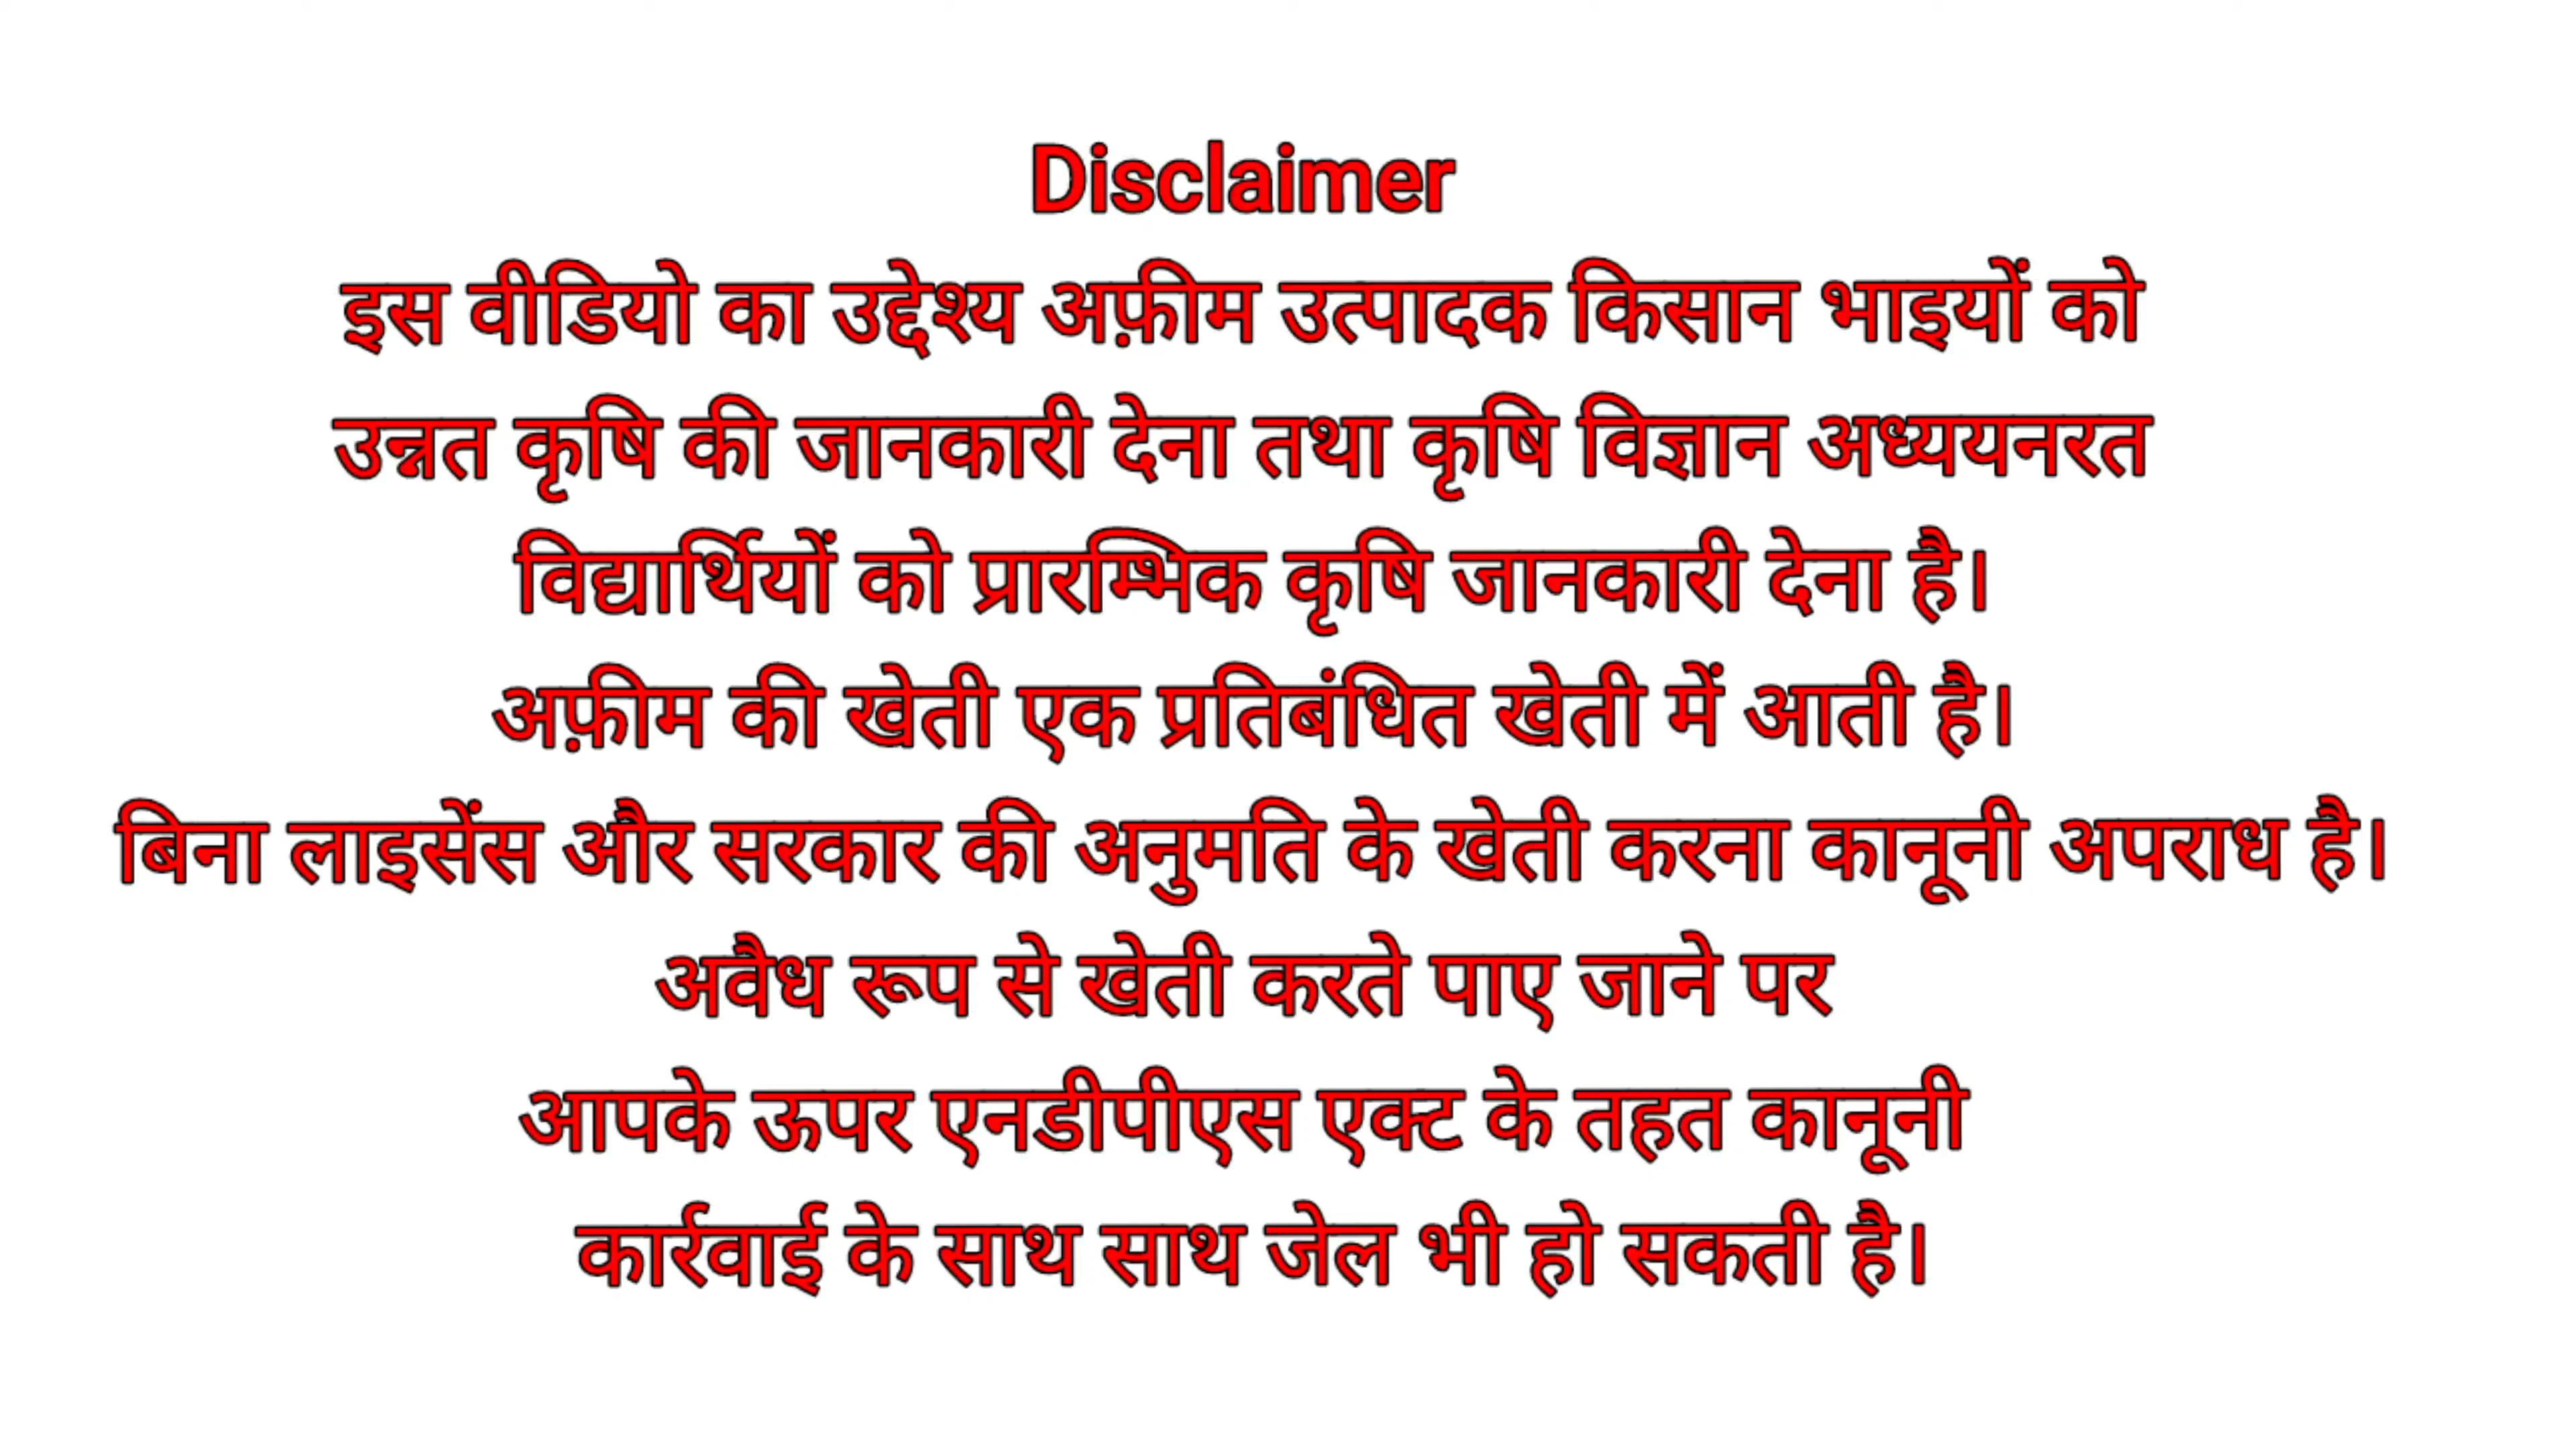 Disclaimer
इस वीडियो का उद्देश्य अफ़ीम उत्पादक किसान भाइयों को
उन्नत कृषि की जानकारी देना तथा कृषि विज्ञान अध्ययनरत
विद्यार्थियों को प्रारम्भिक कृषि जानकारी देना है।
अफ़ीम की खेती एक प्रतिबंधित खेती में आती है।
बिना लाइसेंस और सरकार की अनुमति के खेती करना कानूनी अपराध है।
अवैध रूप से खेती करते पाए जाने पर
आपके ऊपर एनडीपीएस एक्ट के तहत कानूनी
कार्रवाई के साथ साथ जेल भी हो सकती है।